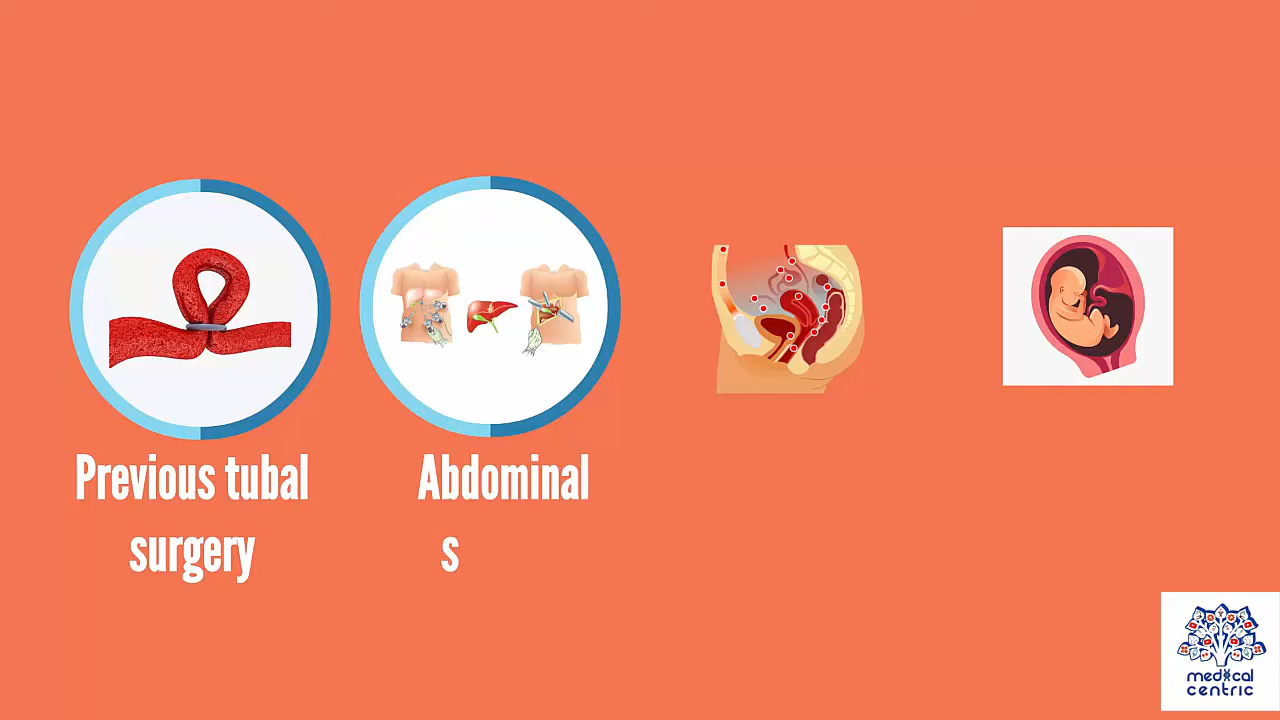 Previous tubal
surgery
Abdominal
s
medical
centric